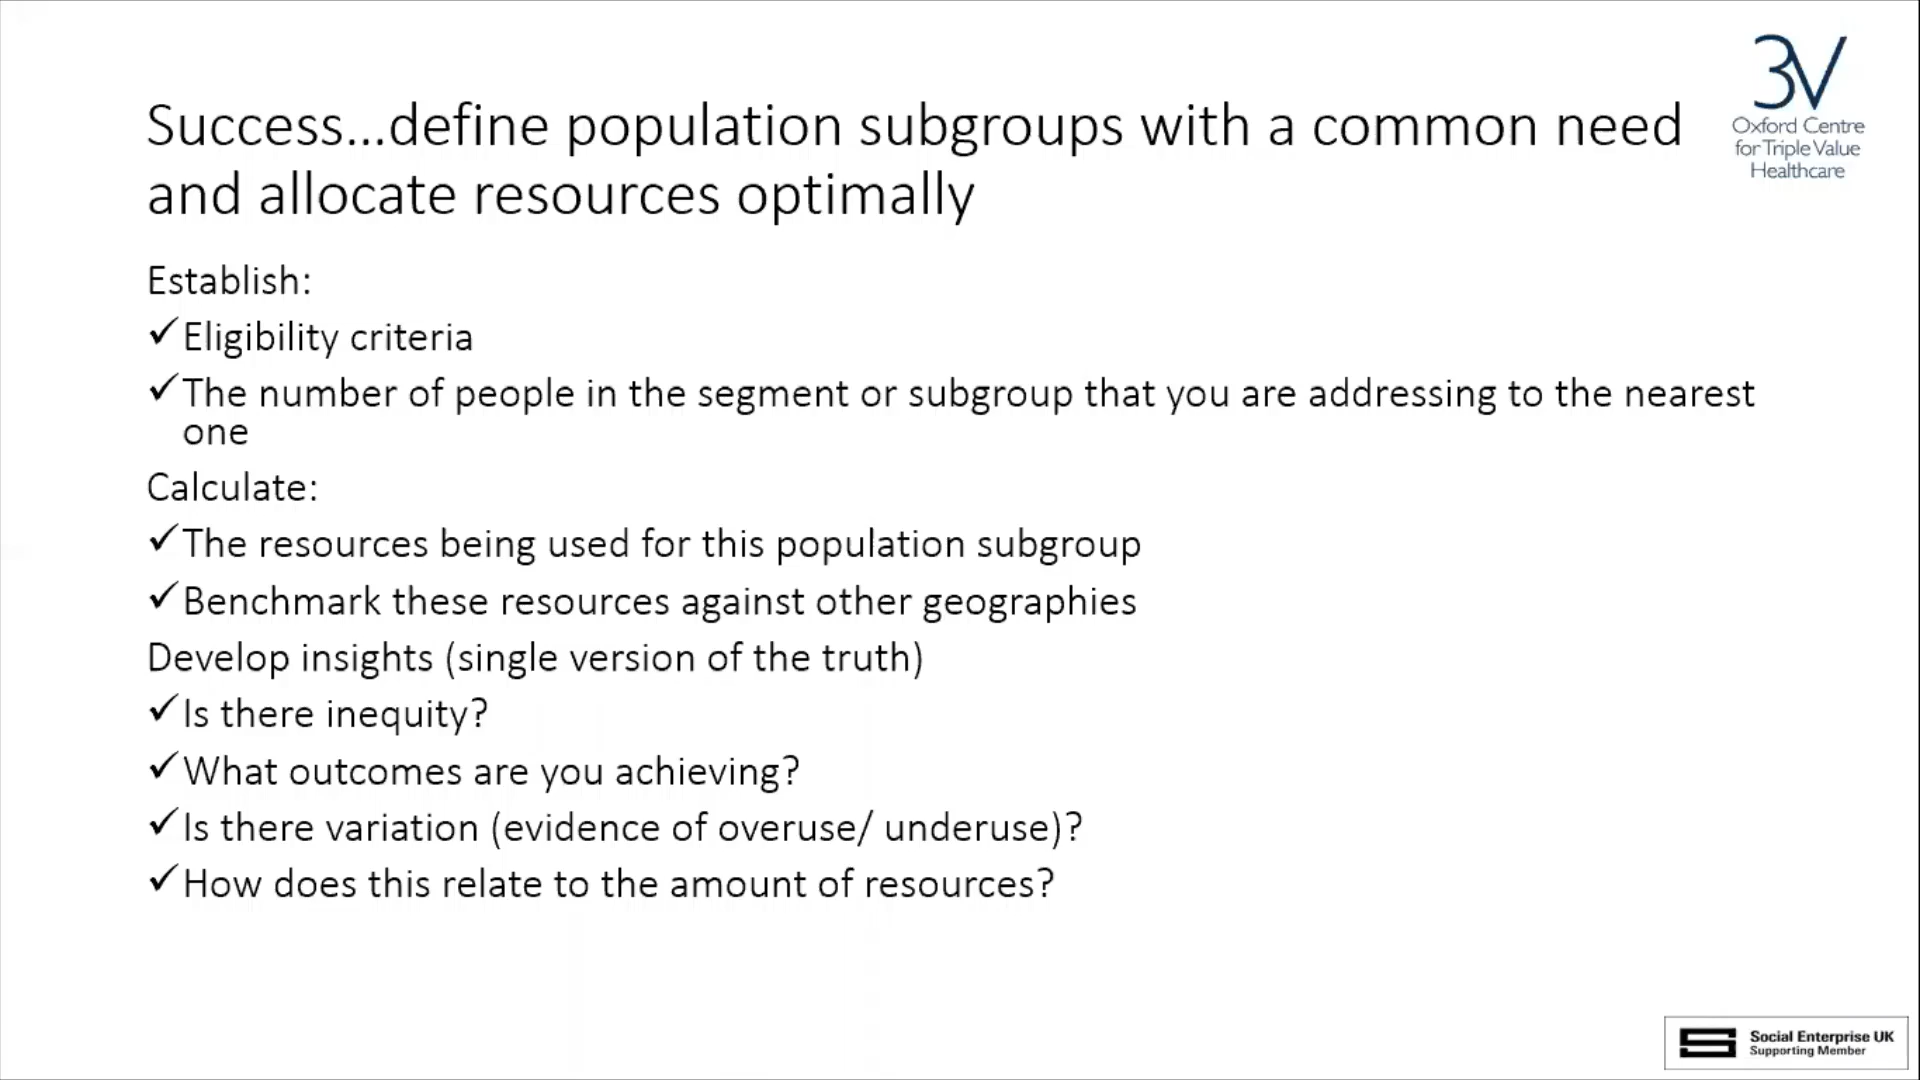 3V
Oxford Centre
for Triple Value
Healthcare
Success...define population subgroups with a common need
and allocate resources optimally
Establish:
✓Eligibility criteria
✓The number of people in the segment or subgroup that you are addressing to the nearest
one
Calculate:
✓The resources being used for this population subgroup
✓Benchmark these resources against other geographies
Develop insights (single version of the truth)
✓Is there inequity?
✓What outcomes are you achieving?
✓Is there variation (evidence of overuse/ underuse)?
✓How does this relate to the amount of resources?
Social Enterprise UK
Supporting Member